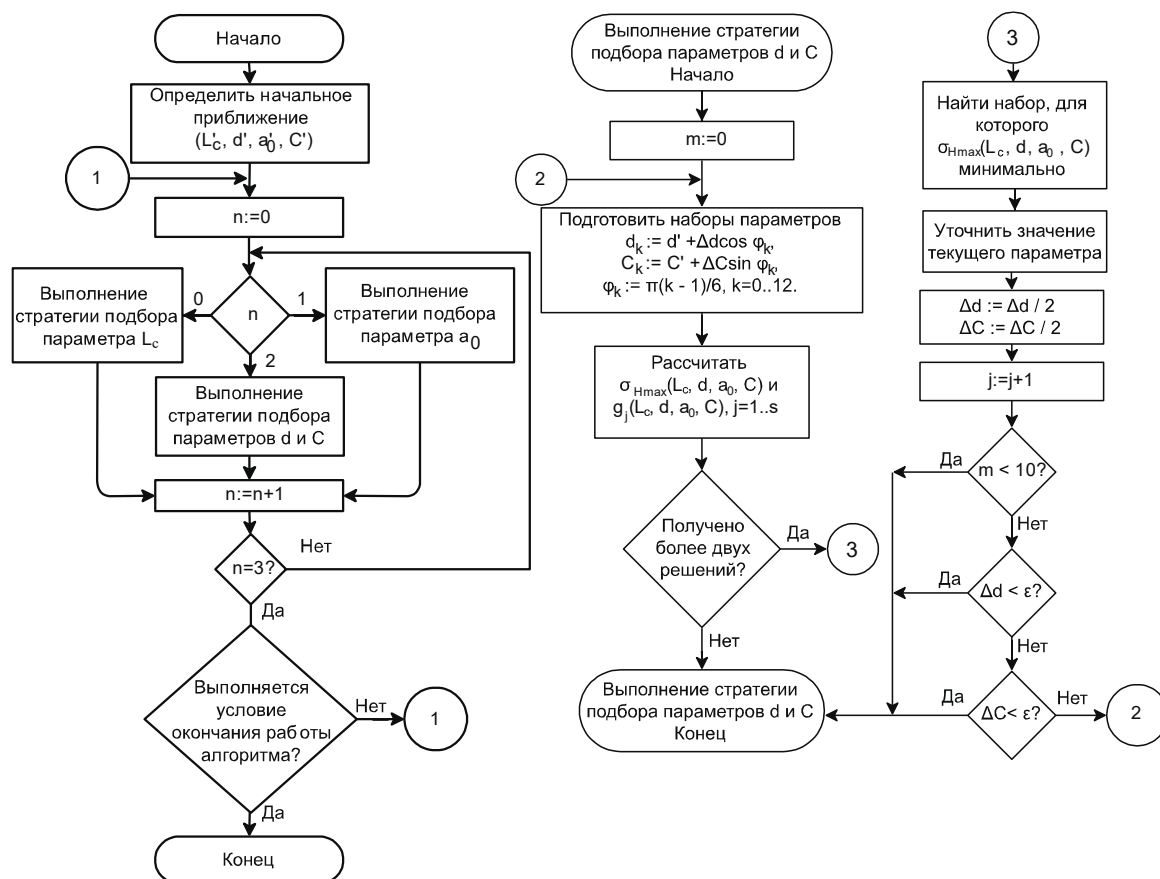 Начало
Определить начальное
приближение
(L'c, d', a'0, C')
1
n:=0
n
0
1
2
Выполнение
стратегии подбора
параметра Lc
Выполнение
стратегии подбора
параметра a0
Выполнение
стратегии подбора
параметров d и C
n:=n+1
n=3?
Нет
Да
Выполняется
условие
окончания работы
алгоритма?
Нет
1
Да
Конец
Выполнение стратегии
подбора параметров d и C
Начало
m:=0
2
Подготовить наборы параметров
dk := d' +Δdcos φk,
Ck := C' +ΔCsin φk,
φk := π(k - 1)/6, k=0..12.
Рассчитать
σHmax(Lc, d, a0, C) и
gj(Lc, d, a0, C), j=1..s
Получено
более двух
решений?
Да
3
Нет
Выполнение стратегии
подбора параметров d и C
Конец
3
Найти набор, для
которого
σHmax(Lc, d, a0 , C)
минимально
Уточнить значение
текущего параметра
Δd := Δd / 2
ΔC := ΔC / 2
j:=j+1
m < 10?
Да
Нет
Δd < ε?
Да
Нет
ΔC< ε?
Да
Нет
2